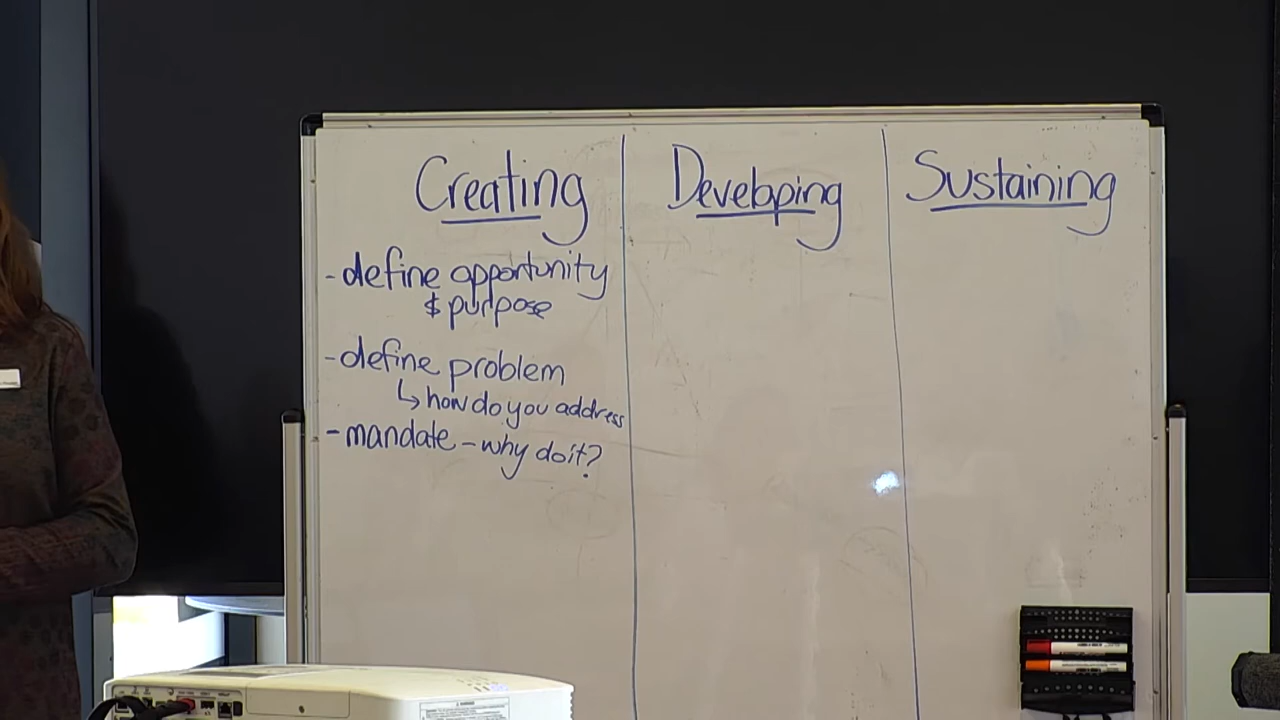 Creating
Developing
Sustaining
- define opportunity
& purpose
- define problem
↳ how do you address
- mandate - why do it?